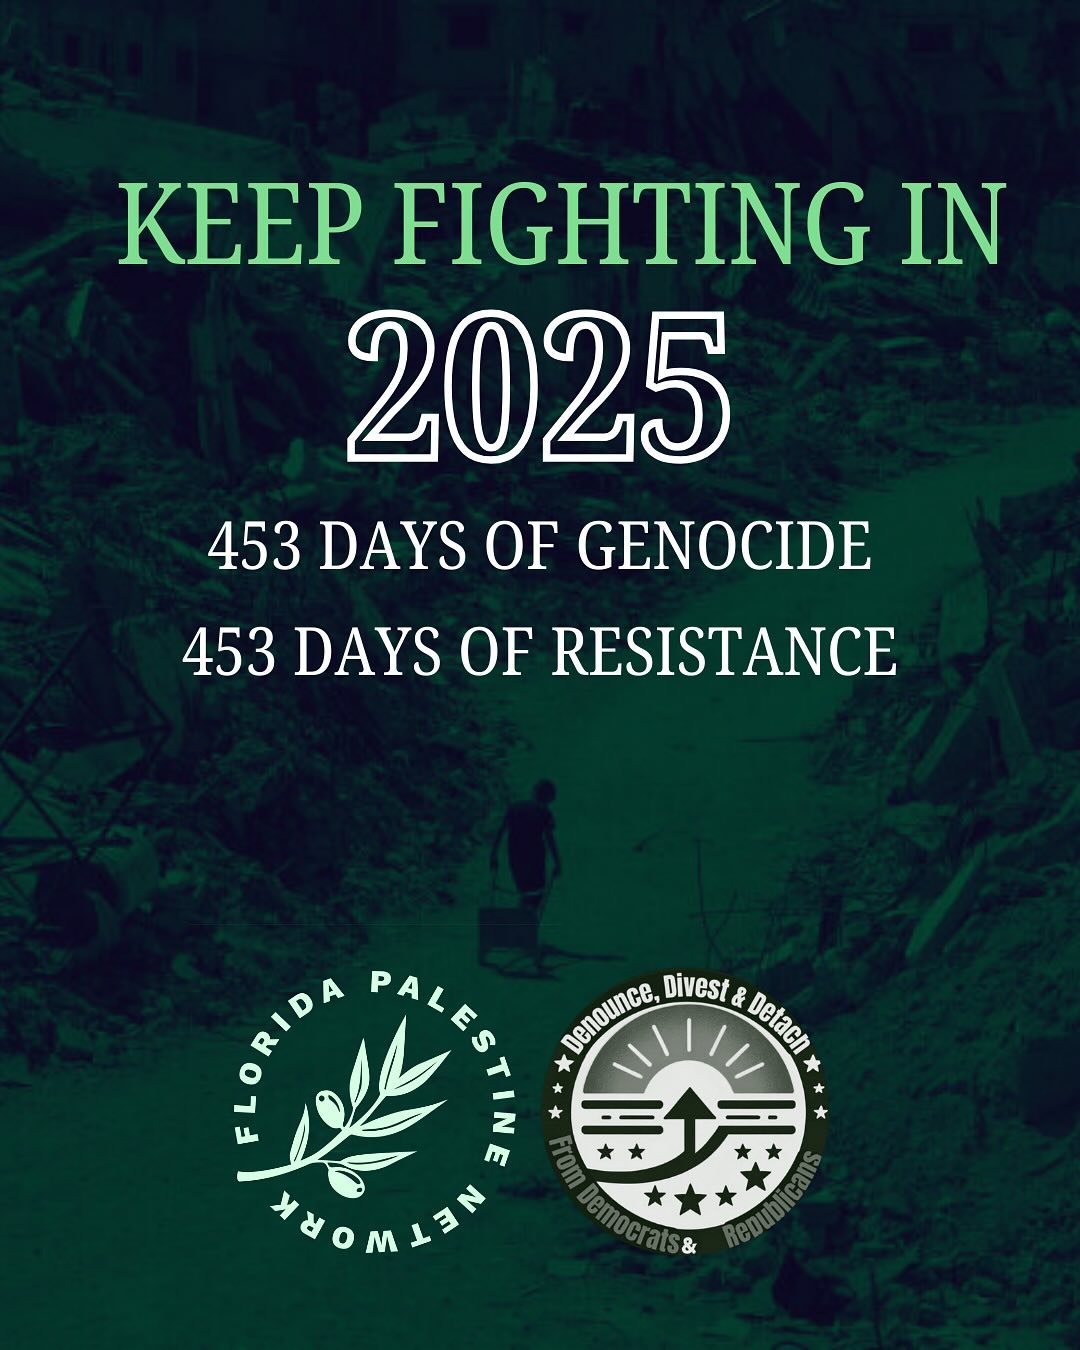 KEEP FIGHTING IN
2025
453 DAYS OF GENOCIDE
453 DAYS OF RESISTANCE
FLORIDA PALESTINE NETWORK
Denounce, Divest & Detach
From Democrats & Republicans